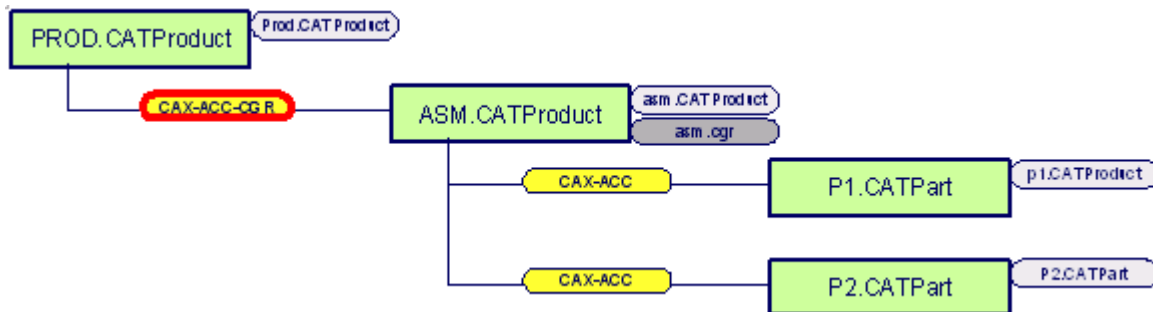 PROD.CATProduct
Prod.CATProduct
CAX-ACC-CGR
ASM.CATProduct
asm.CATProduct
asm.cgr
CAX-ACC
P1.CATPart
p1.CATProduct
CAX-ACC
P2.CATPart
P2.CATPart